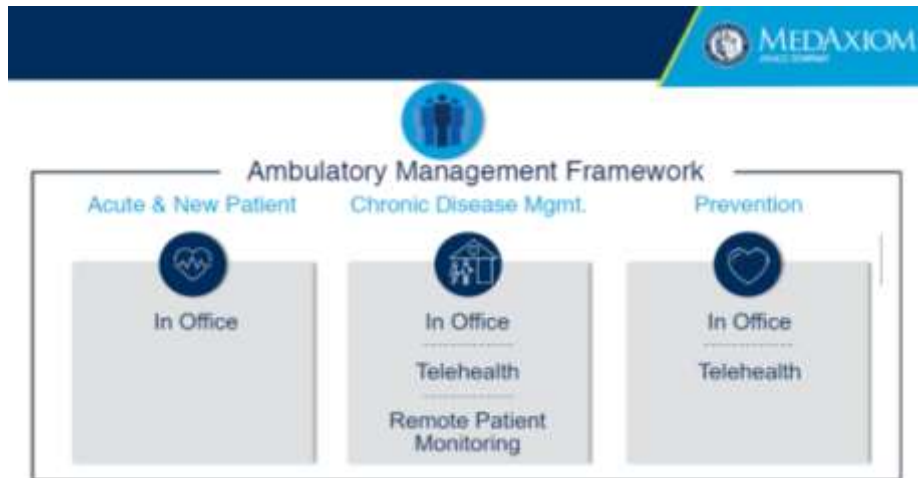 MEDAXIOM
Ambulatory Management Framework
Acute & New Patient
Chronic Disease Mgmt.
Prevention
In Office
In Office
Telehealth
Remote Patient
Monitoring
In Office
Telehealth